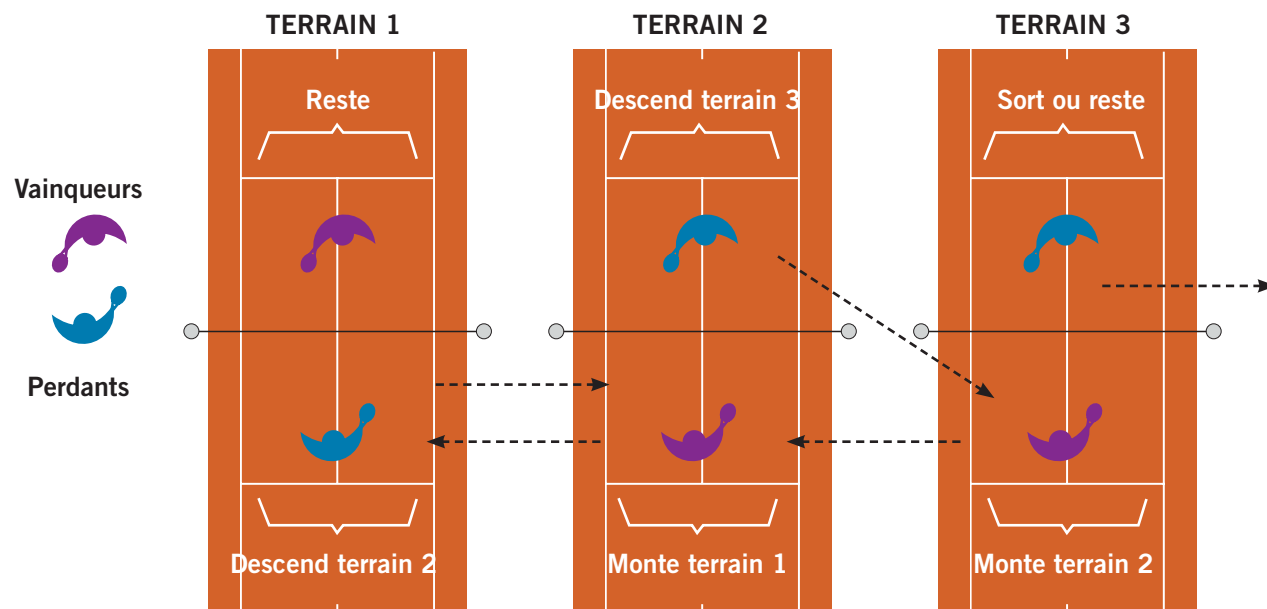 TERRAIN 1
TERRAIN 2
TERRAIN 3
Reste
Descend terrain 3
Sort ou reste
Vainqueurs
Perdants
Descend terrain 2
Monte terrain 1
Monte terrain 2